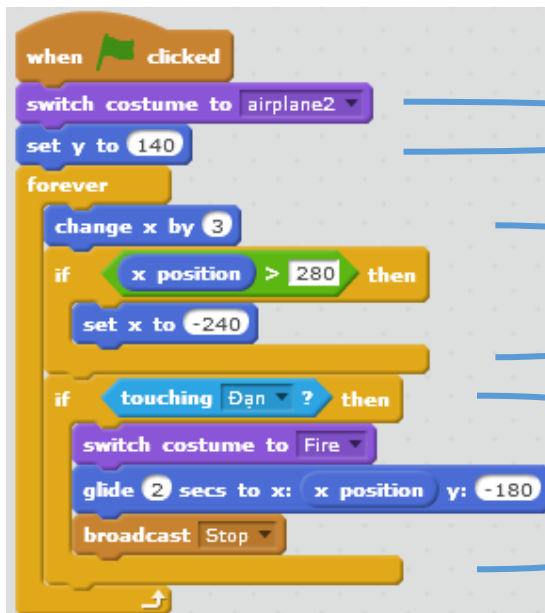 when clicked
switch costume to airplane2
set y to 140
forever
change x by 3
if x position > 280 then
set x to -240
if touching Đạn ? then
switch costume to Fire
glide 2 secs to x: x position y: -180
broadcast Stop